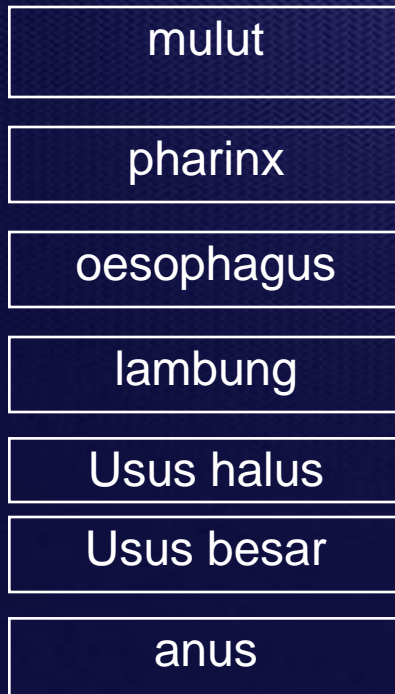 mulut
pharinx
oesophagus
lambung
Usus halus
Usus besar
anus